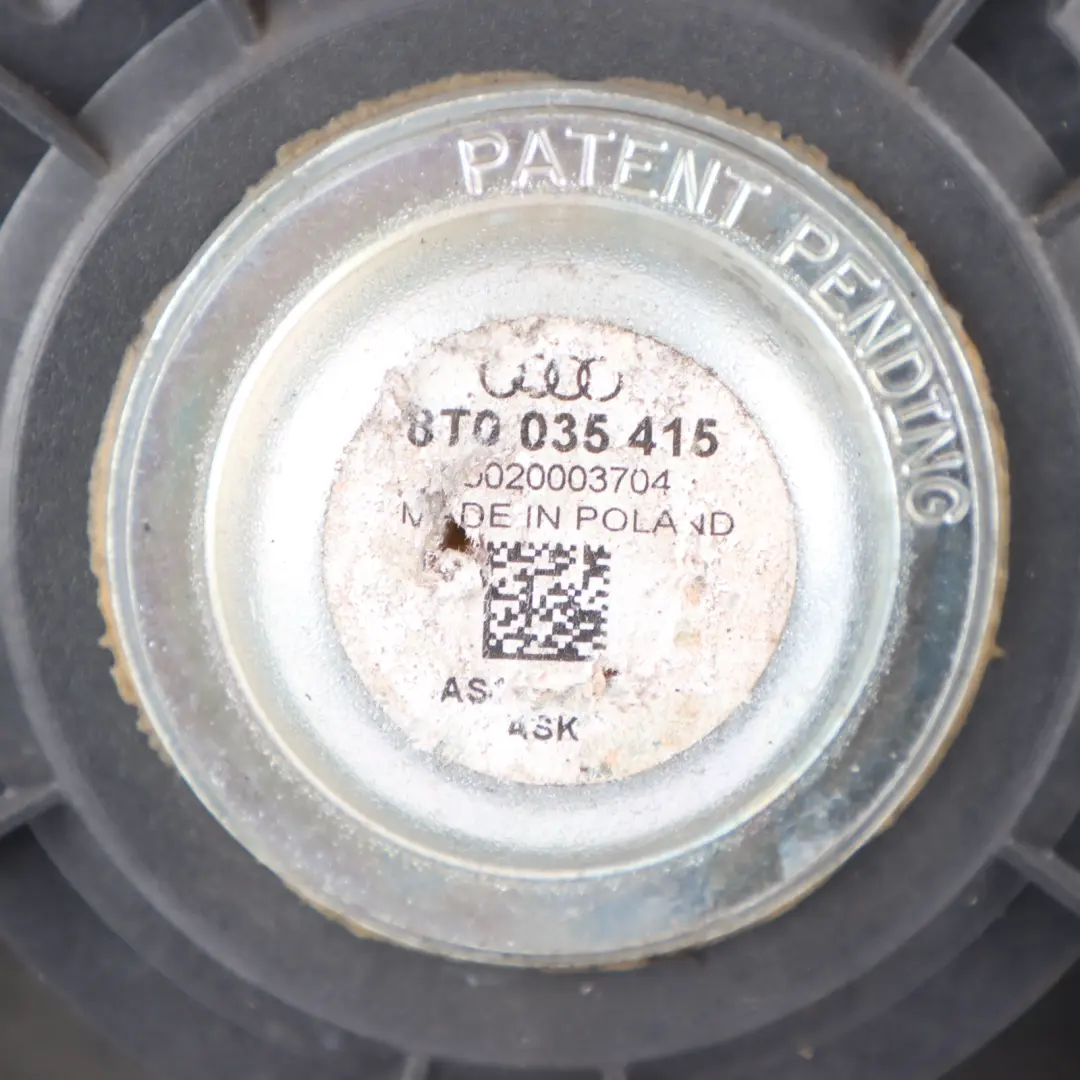 PATENT PENDING
8T0 035 415
MADE IN POLAND
ASK